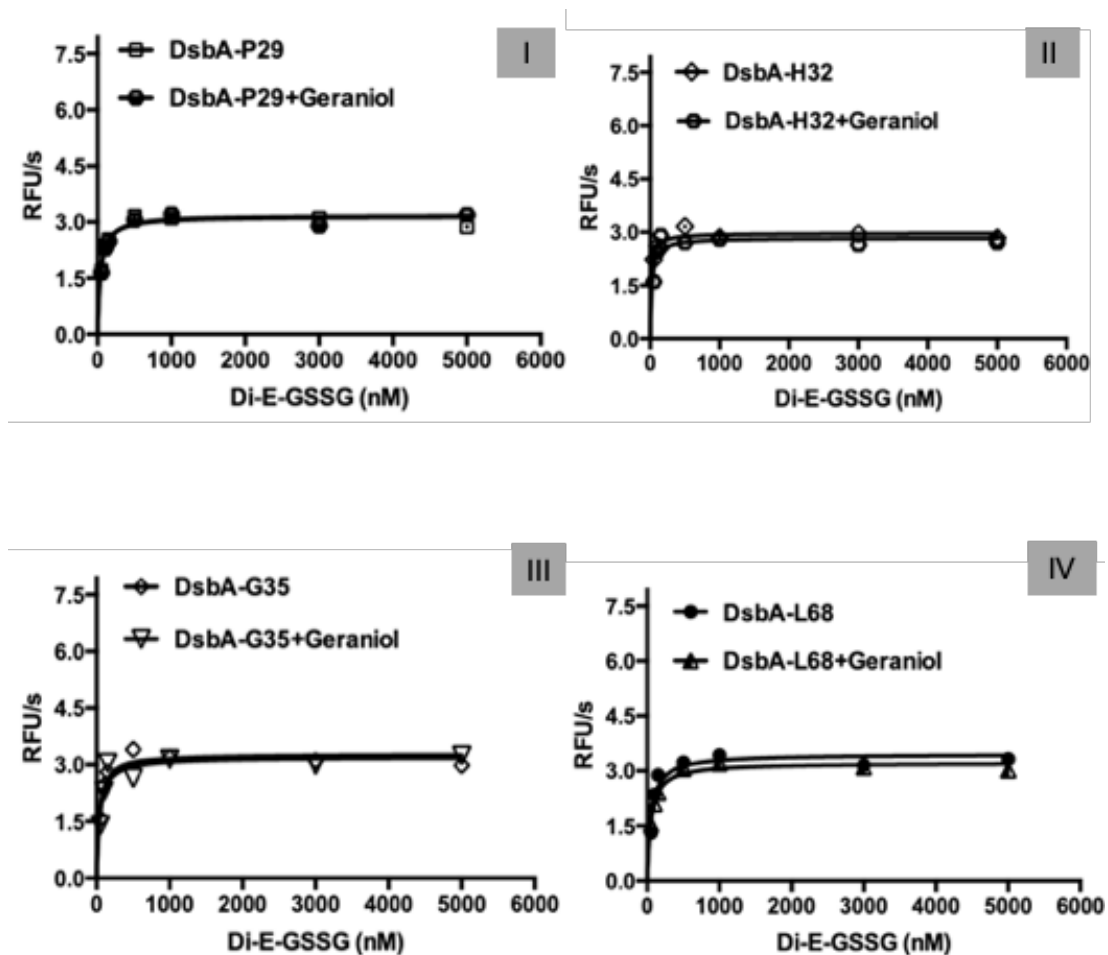 I
DsbA-P29
DsbA-P29+Geraniol
RFU/s
7.5
6.0
4.5
3.0
1.5
0.0
0 1000 2000 3000 4000 5000 6000
Di-E-GSSG (nM)
II
DsbA-H32
DsbA-H32+Geraniol
RFU/s
7.5
6.0
4.5
3.0
1.5
0.0
0 1000 2000 3000 4000 5000 6000
Di-E-GSSG (nM)
III
DsbA-G35
DsbA-G35+Geraniol
RFU/s
7.5
6.0
4.5
3.0
1.5
0.0
0 1000 2000 3000 4000 5000 6000
Di-E-GSSG (nM)
IV
DsbA-L68
DsbA-L68+Geraniol
RFU/s
7.5
6.0
4.5
3.0
1.5
0.0
0 1000 2000 3000 4000 5000 6000
Di-E-GSSG (nM)